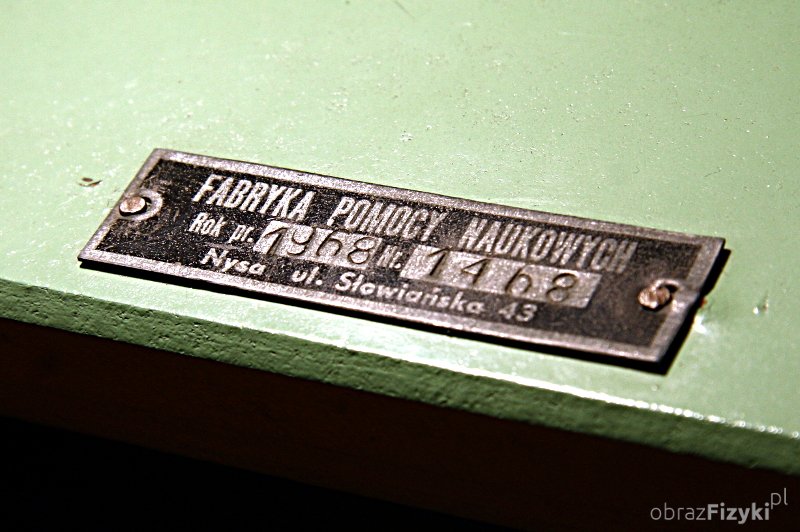 FABRYKA POMOCY NAUKOWYCH
Rok pr. 1968 Nr. 1468
Nysa ul. Słowiańska 43
obrazFizyki.pl